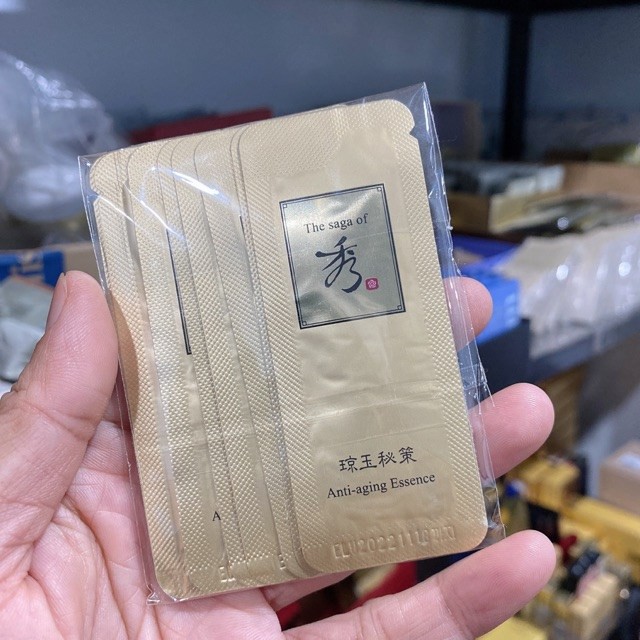 The saga of
秀
琼玉秘策
Anti-aging Essence
A